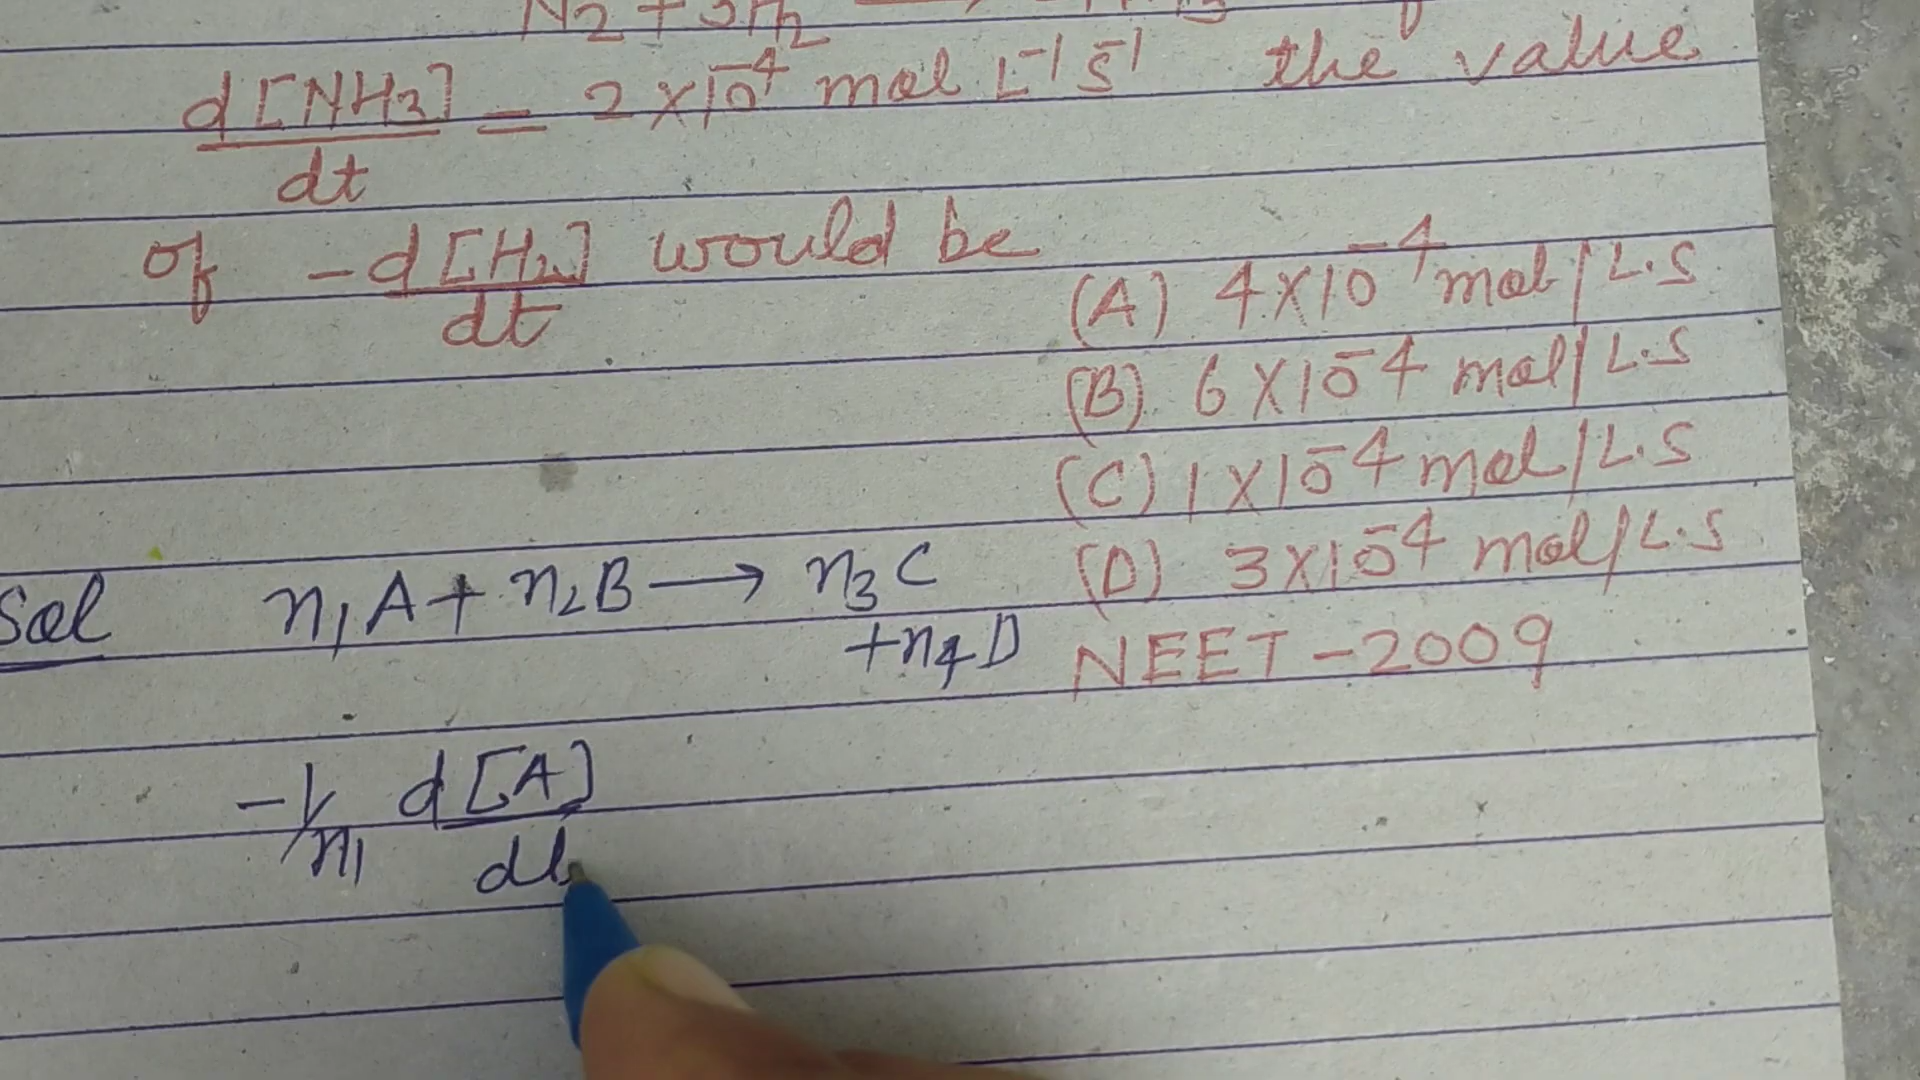 N2 + 3H2
d[NH3]/dt = 2×10⁻⁴ mol L⁻¹ S⁻¹ the value
of -d[H2]/dt would be
(A) 4×10⁻⁴ mol/L.S
(B) 6×10⁻⁴ mol/L.S
(C) 1×10⁻⁴ mol/L.S
(D) 3×10⁻⁴ mol/L.S
NEET-2009
Sol n₁A + n₂B → n₃C
+n₄D
-1/n₁ d[A]/dt